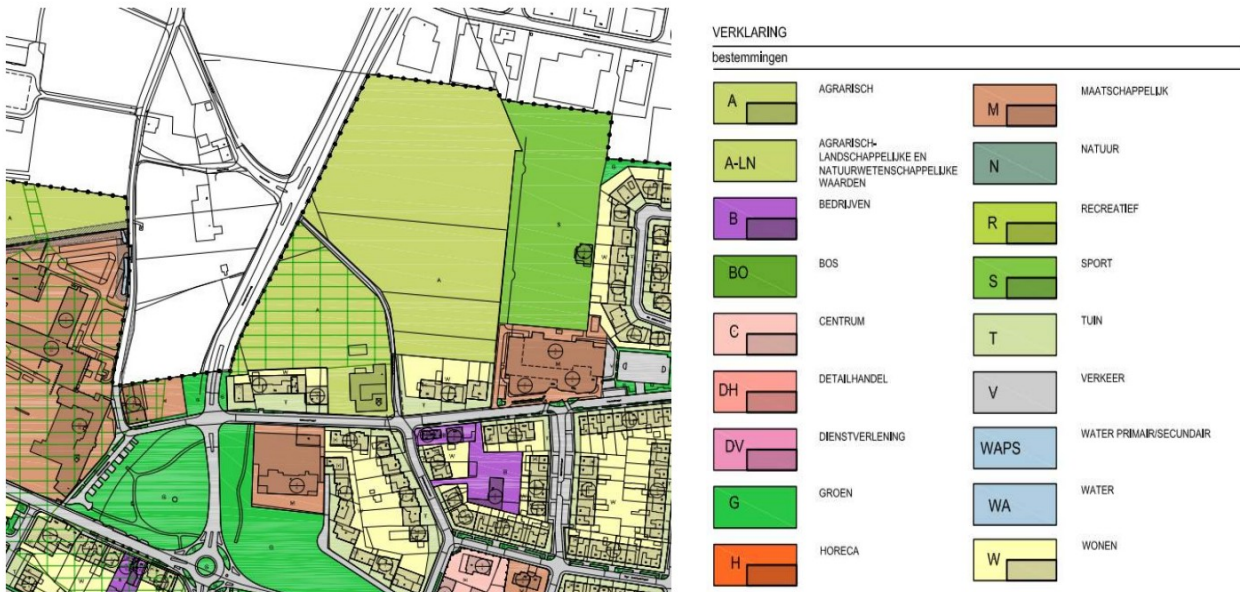 VERKLARING
bestemmingen
A
AGRARISCH
A-LN
AGRARISCH-
LANDSCHAPPELIJKE EN
NATUURWETENSCHAPPELIJKE
WAARDEN
B
BEDRIJVEN
BO
BOS
C
CENTRUM
DH
DETAILHANDEL
DV
DIENSTVERLENING
G
GROEN
H
HORECA
M
MAATSCHAPPELIJK
N
NATUUR
R
RECREATIEF
S
SPORT
T
TUIN
V
VERKEER
WAPS
WATER PRIMAIR/SECUNDAIR
WA
WATER
W
WONEN